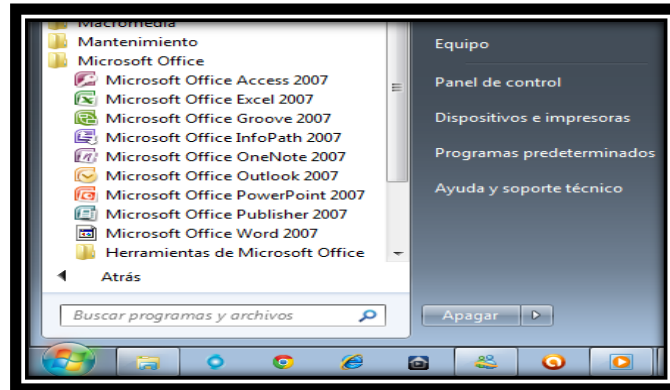 Macromedia
Mantenimiento
Microsoft Office
Microsoft Office Access 2007
Microsoft Office Excel 2007
Microsoft Office Groove 2007
Microsoft Office InfoPath 2007
Microsoft Office OneNote 2007
Microsoft Office Outlook 2007
Microsoft Office PowerPoint 2007
Microsoft Office Publisher 2007
Microsoft Office Word 2007
Herramientas de Microsoft Office
Atrás
Buscar programas y archivos
Equipo
Panel de control
Dispositivos e impresoras
Programas predeterminados
Ayuda y soporte técnico
Apagar